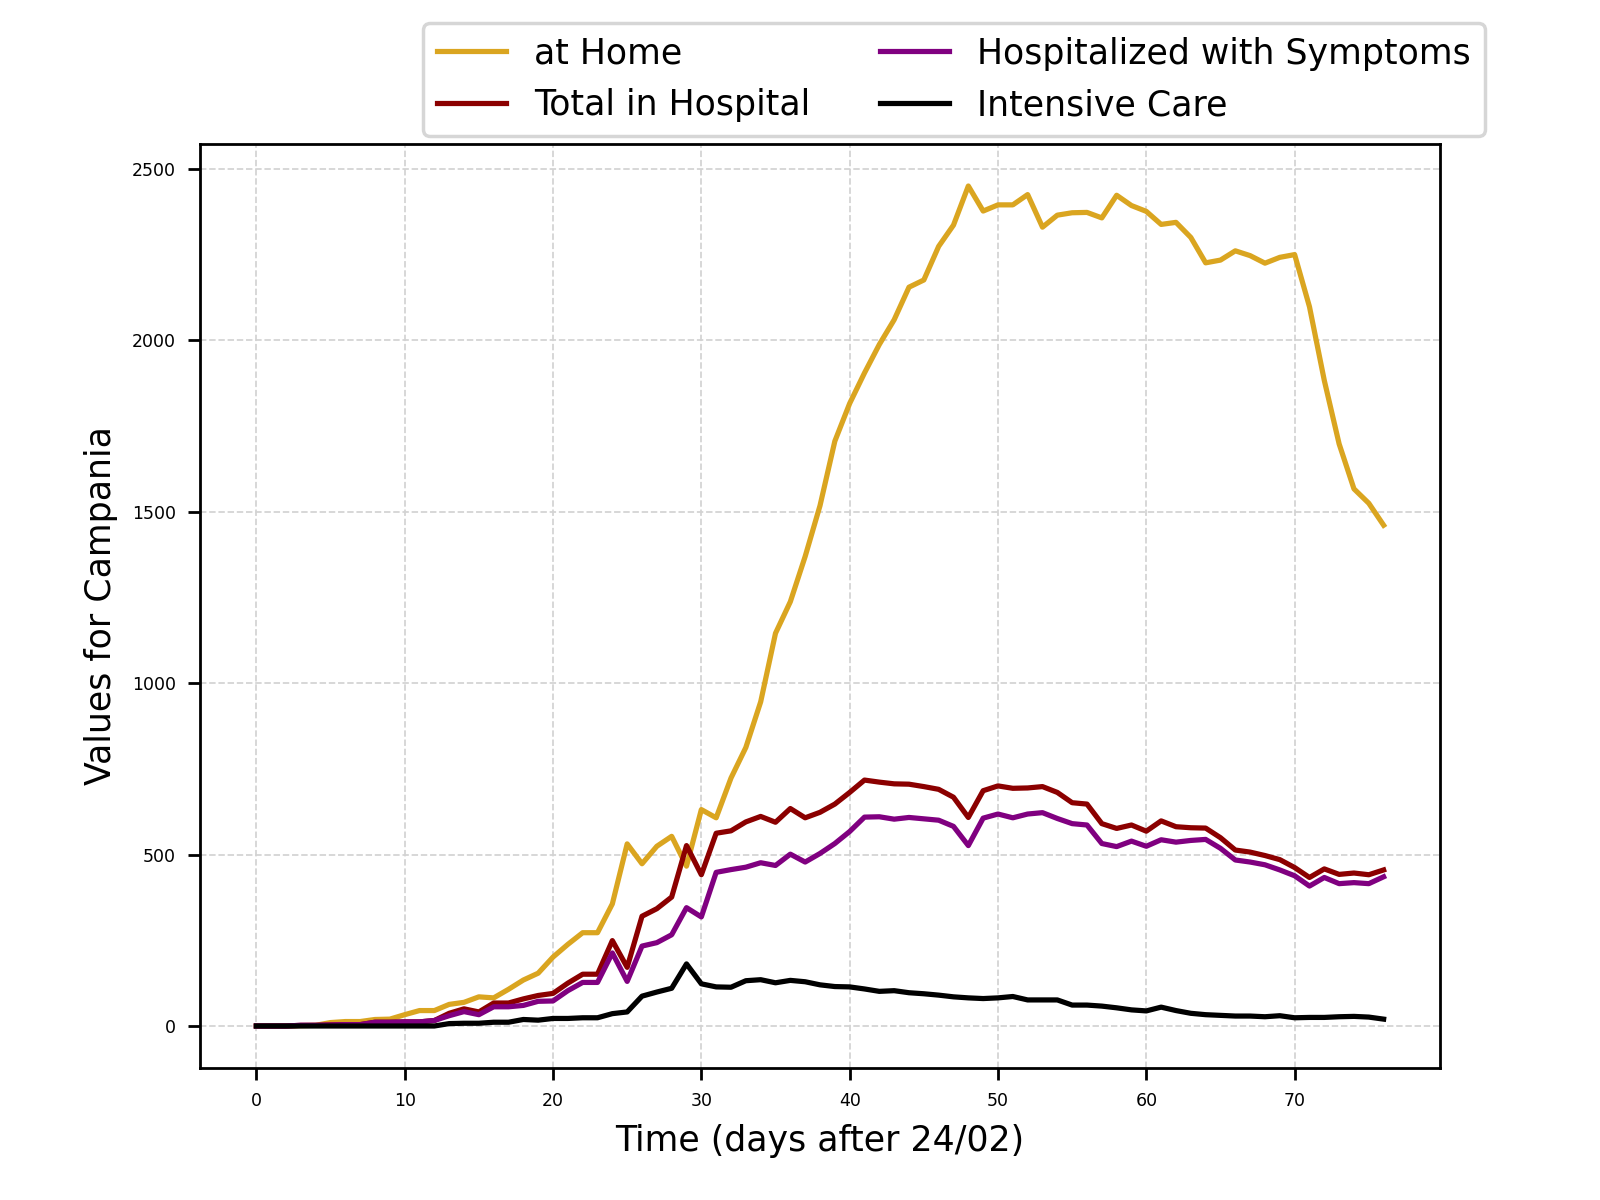 at Home
Total in Hospital
Hospitalized with Symptoms
Intensive Care
Values for Campania
2500
2000
1500
1000
500
0
0 10 20 30 40 50 60 70
Time (days after 24/02)